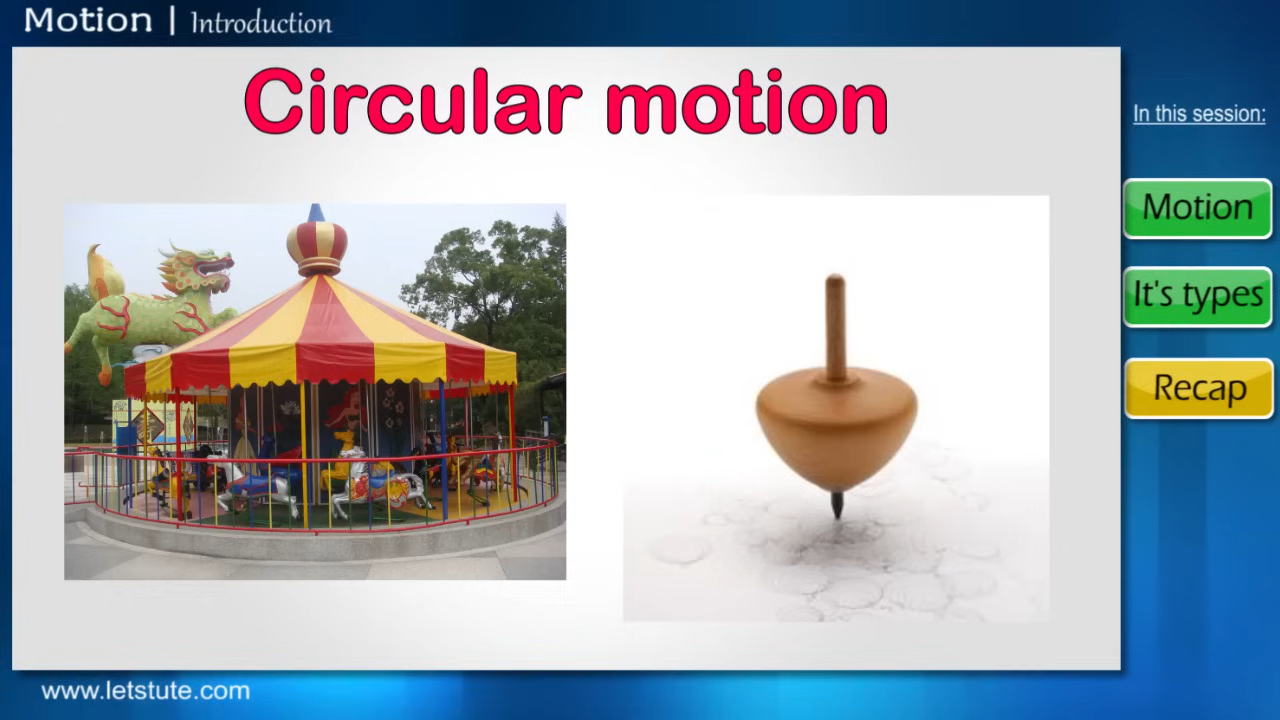 Motion | Introduction
Circular motion
In this session:
Motion
It's types
Recap
www.letstute.com